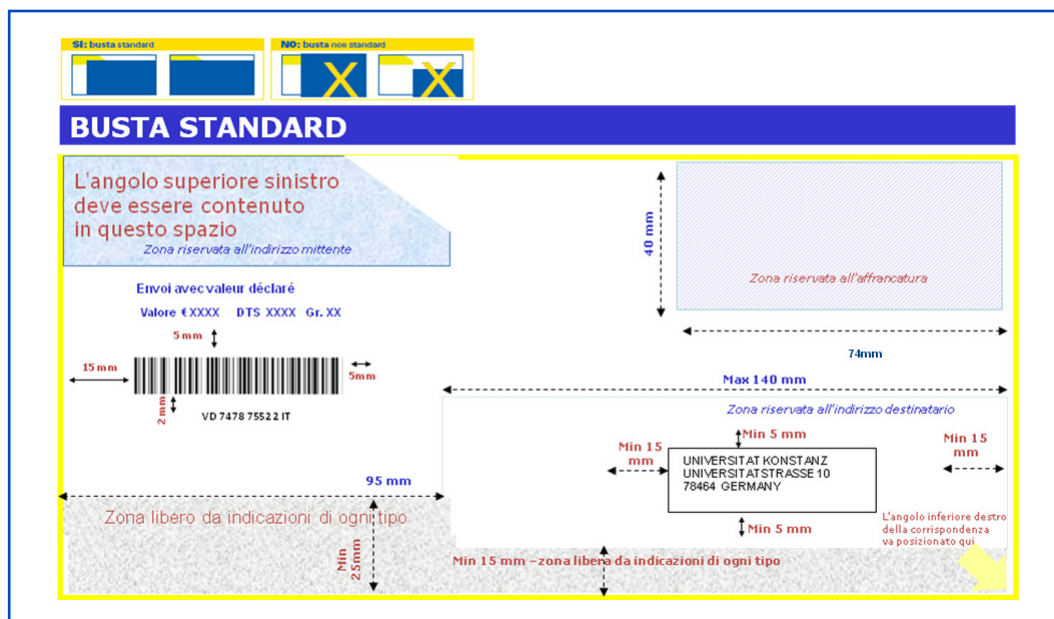 SI: busta standard
NO: busta non standard
BUSTA STANDARD
L'angolo superiore sinistro
deve essere contenuto
in questo spazio
Zona riservata all'indirizzo mittente
40 mm
Zona riservata all'affrancatura
74mm
Envoi avec valeur déclaré
Valore € XXXX DTS XXXX Gr. XX
5 mm
15 mm
5mm
2 mm
VD 7478 7552 2 IT
Max 140 mm
Zona riservata all'indirizzo destinatario
Min 5 mm
Min 15
mm
Min 15
mm
UNIVERSITAT KONSTANZ
UNIVERSITATSTRASSE 10
78464 GERMANY
95 mm
Zona libero da indicazioni di ogni tipo
Min 5 mm
L'angolo inferiore destro
della corrispondenza
va posizionato qui
Min
25mm
Min 15 mm –zona libera da indicazioni di ogni tipo